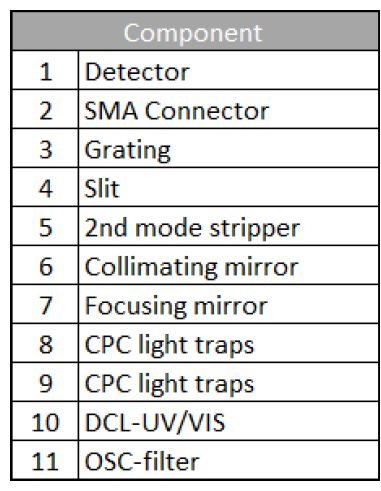 Component
1 Detector
2 SMA Connector
3 Grating
4 Slit
5 2nd mode stripper
6 Collimating mirror
7 Focusing mirror
8 CPC light traps
9 CPC light traps
10 DCL-UV/VIS
11 OSC-filter